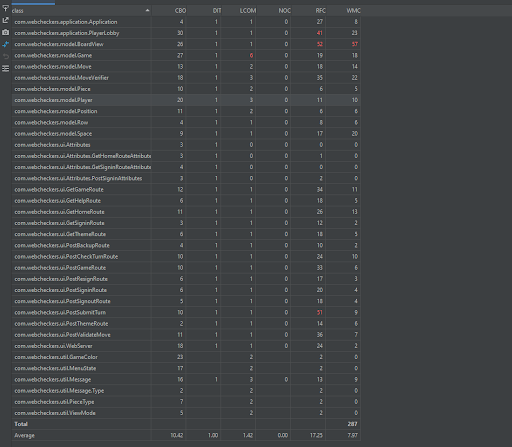 class CBO DIT LCOM NOC RFC WMC
com.webcheckers.application.Application 4 1 1 0 27 8
com.webcheckers.application.PlayerLobby 30 1 1 0 41 23
com.webcheckers.model.BoardView 26 1 1 0 52 57
com.webcheckers.model.Game 27 1 6 0 19 18
com.webcheckers.model.Move 13 1 2 0 18 14
com.webcheckers.model.MoveVerifier 18 1 3 0 35 22
com.webcheckers.model.Piece 10 1 2 0 6 5
com.webcheckers.model.Player 20 1 3 0 11 10
com.webcheckers.model.Position 11 1 2 0 6 6
com.webcheckers.model.Row 4 1 1 0 8 6
com.webcheckers.model.Space 9 1 1 0 17 20
com.webcheckers.ui.Attributes 3 1 1 0 0 0
com.webcheckers.ui.Attributes.GetHomeRouteAttribute 3 1 0 0 1 0
com.webcheckers.ui.Attributes.GetSigninRouteAttribute 4 1 0 0 0 0
com.webcheckers.ui.Attributes.PostSigninAttributes 3 1 0 0 2 0
com.webcheckers.ui.GetGameRoute 12 1 1 0 34 11
com.webcheckers.ui.GetHelpRoute 6 1 1 0 18 5
com.webcheckers.ui.GetHomeRoute 11 1 1 0 26 13
com.webcheckers.ui.GetSigninRoute 3 1 1 0 12 2
com.webcheckers.ui.GetThemeRoute 6 1 1 0 18 5
com.webcheckers.ui.PostBackupRoute 4 1 1 0 10 2
com.webcheckers.ui.PostCheckTurnRoute 10 1 1 0 24 10
com.webcheckers.ui.PostGameRoute 10 1 1 0 33 6
com.webcheckers.ui.PostResignRoute 6 1 1 0 17 3
com.webcheckers.ui.PostSigninRoute 6 1 1 0 20 4
com.webcheckers.ui.PostSignoutRoute 5 1 1 0 18 4
com.webcheckers.ui.PostSubmitTurn 10 1 1 0 51 9
com.webcheckers.ui.PostThemeRoute 2 1 1 0 14 6
com.webcheckers.ui.PostValidateMove 11 1 1 0 36 7
com.webcheckers.ui.WebServer 18 1 1 0 24 2
com.webcheckers.util.GameColor 23 2 2 0
com.webcheckers.util.MenuState 17 2 2 0
com.webcheckers.util.Message 16 1 3 0 13 9
com.webcheckers.util.Message.Type 2 2 2 0
com.webcheckers.util.PieceType 7 2 2 0
com.webcheckers.util.ViewMode 5 2 2 0
Total 287
Average 10.42 1.00 1.42 0.00 17.25 7.97